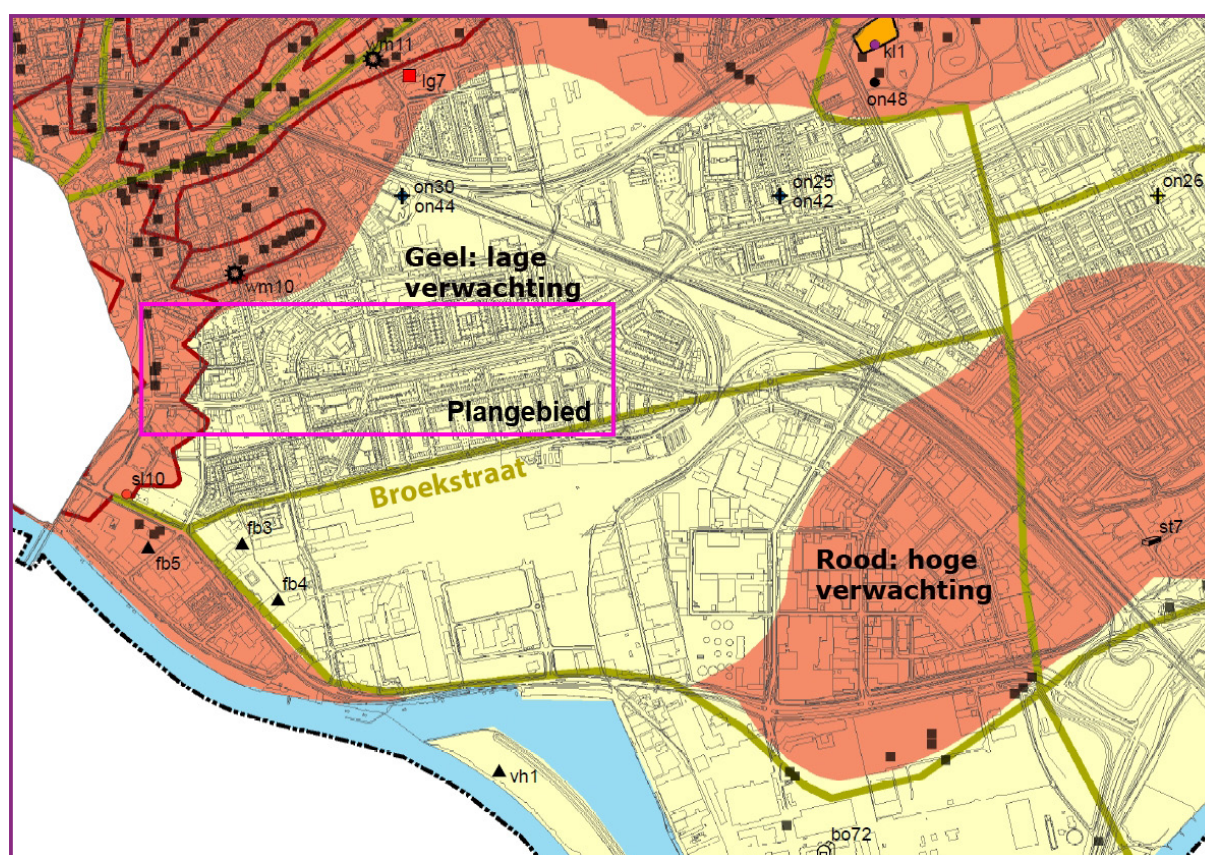 wm11
lg7
kl1
on48
on30
on44
on25
on42
on26
Geel: lage
verwachting
wm10
Plangebied
Broekstraat
sl10
fb3
fb5
fb4
st7
Rood: hoge
verwachting
vh1
bo72